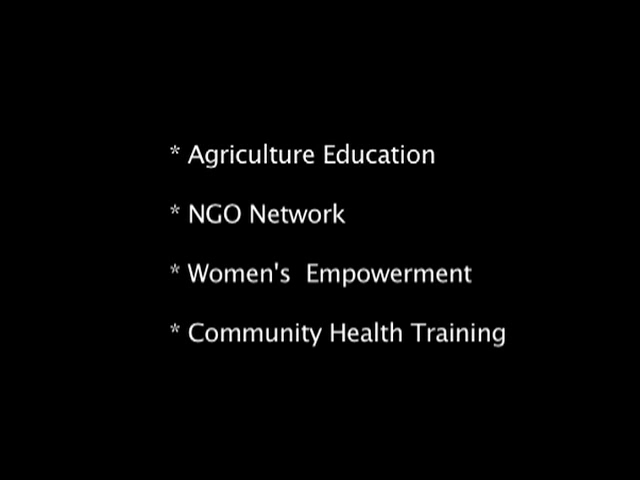 * Agriculture Education
* NGO Network
* Women's  Empowerment
* Community Health Training